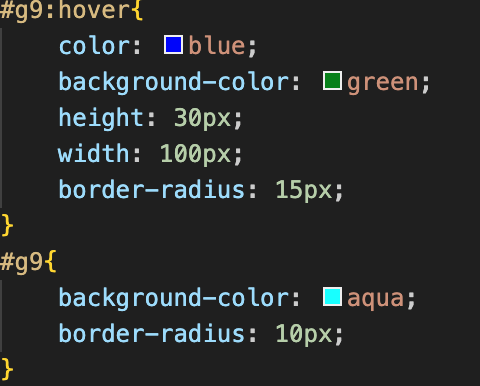 #g9:hover{
    color: blue;
    background-color: green;
    height: 30px;
    width: 100px;
    border-radius: 15px;
}
#g9{
    background-color: aqua;
    border-radius: 10px;
}